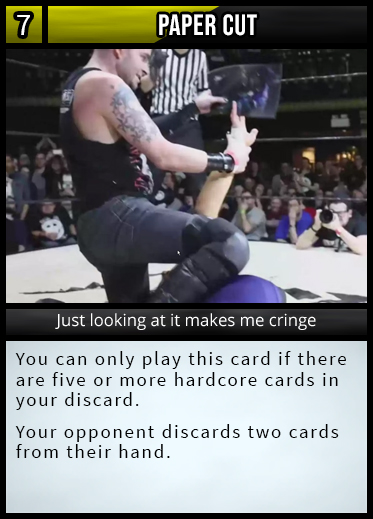 7
PAPER CUT
Just looking at it makes me cringe
You can only play this card if there
are five or more hardcore cards in
your discard.
Your opponent discards two cards
from their hand.